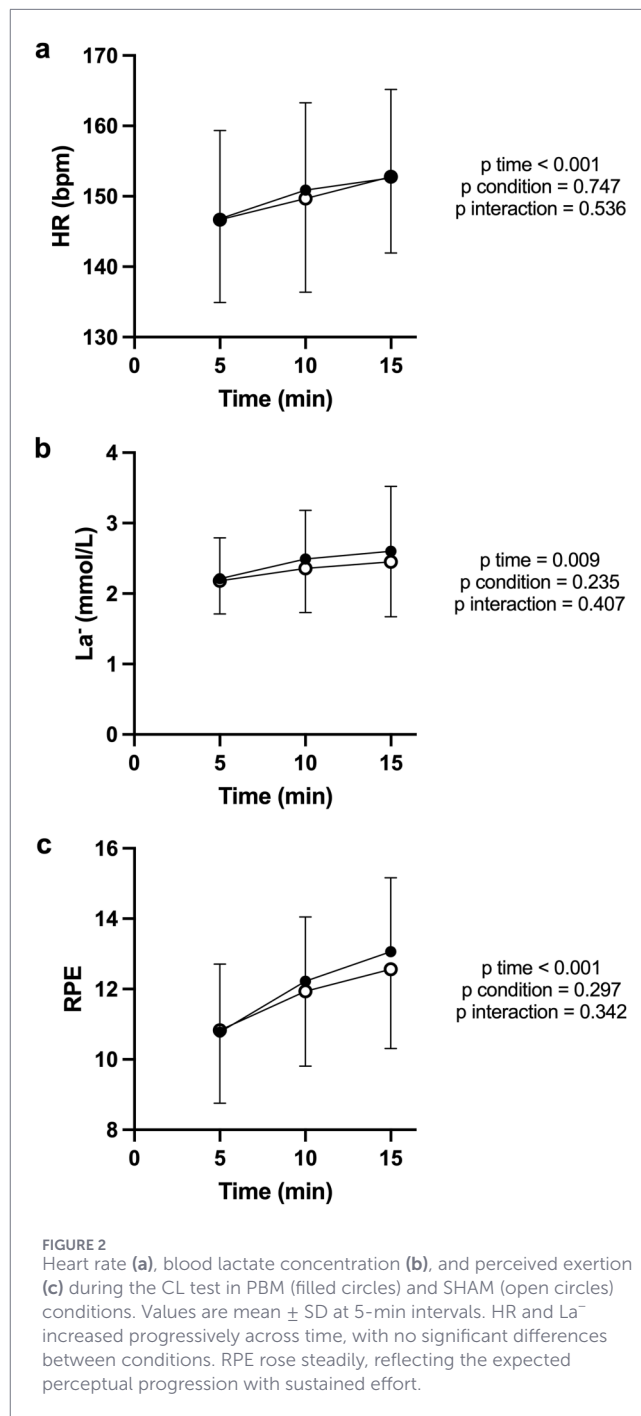 a
170
160
150
140
130
HR (bpm)
0 5 10 15
Time (min)
p time < 0.001
p condition = 0.747
p interaction = 0.536
b
4
3
2
1
0
La⁻ (mmol/L)
0 5 10 15
Time (min)
p time = 0.009
p condition = 0.235
p interaction = 0.407
c
16
14
12
10
8
RPE
0 5 10 15
Time (min)
p time < 0.001
p condition = 0.297
p interaction = 0.342
FIGURE 2
Heart rate (a), blood lactate concentration (b), and perceived exertion
(c) during the CL test in PBM (filled circles) and SHAM (open circles)
conditions. Values are mean ± SD at 5-min intervals. HR and La⁻
increased progressively across time, with no significant differences
between conditions. RPE rose steadily, reflecting the expected
perceptual progression with sustained effort.